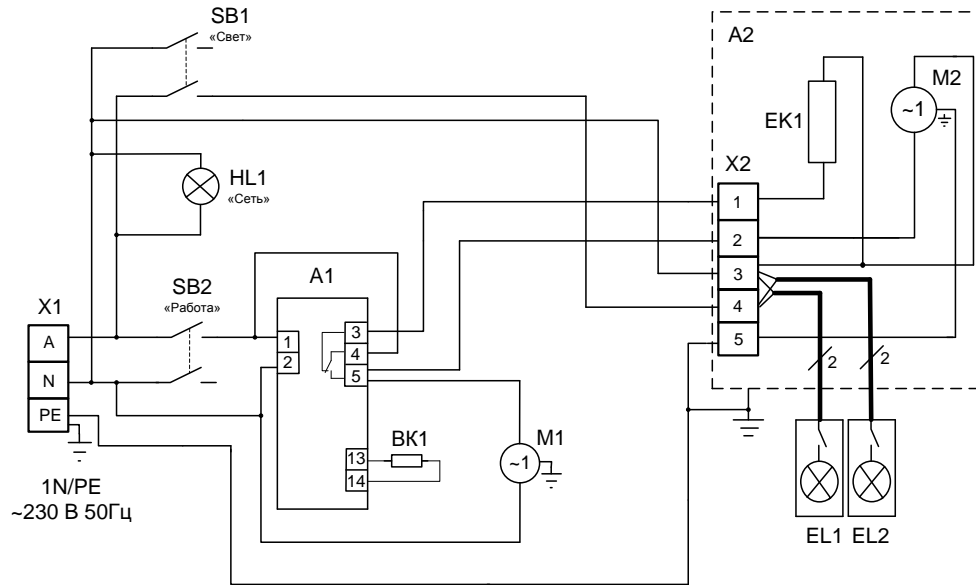 SB1
«Свет»
A2
M2
~1
EK1
X2
HL1
«Сеть»
1
2
3
4
5
SB2
«Работа»
A1
X1
A
N
PE
1
2
3
4
5
2
2
13
14
BK1
M1
~1
1N/PE
~230 В 50Гц
EL1
EL2